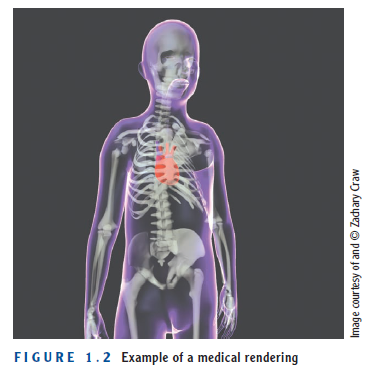 Image courtesy of and © Zachary Craw
FIGURE 1.2 Example of a medical rendering